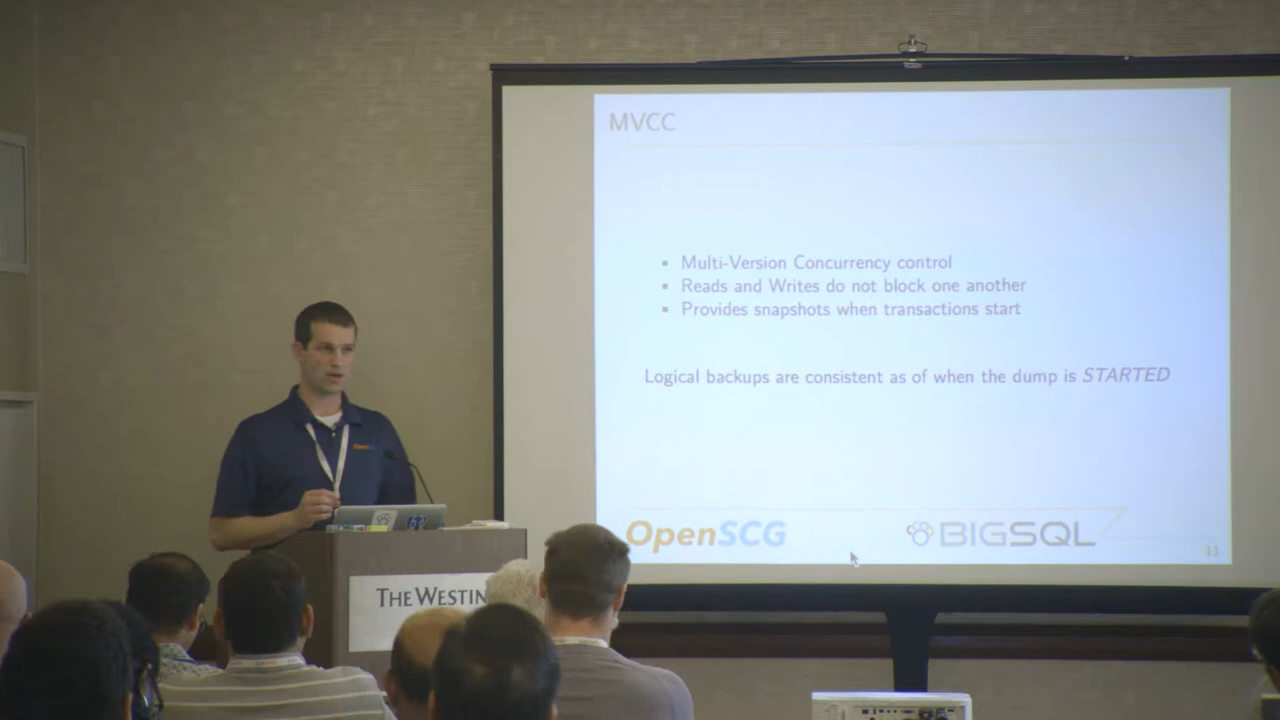 MVCC
Multi-Version Concurrency control
Reads and Writes do not block one another
Provides snapshots when transactions start
Logical backups are consistent as of when the dump is STARTED
OpenSCG
BIGSQL
11
THE WESTIN